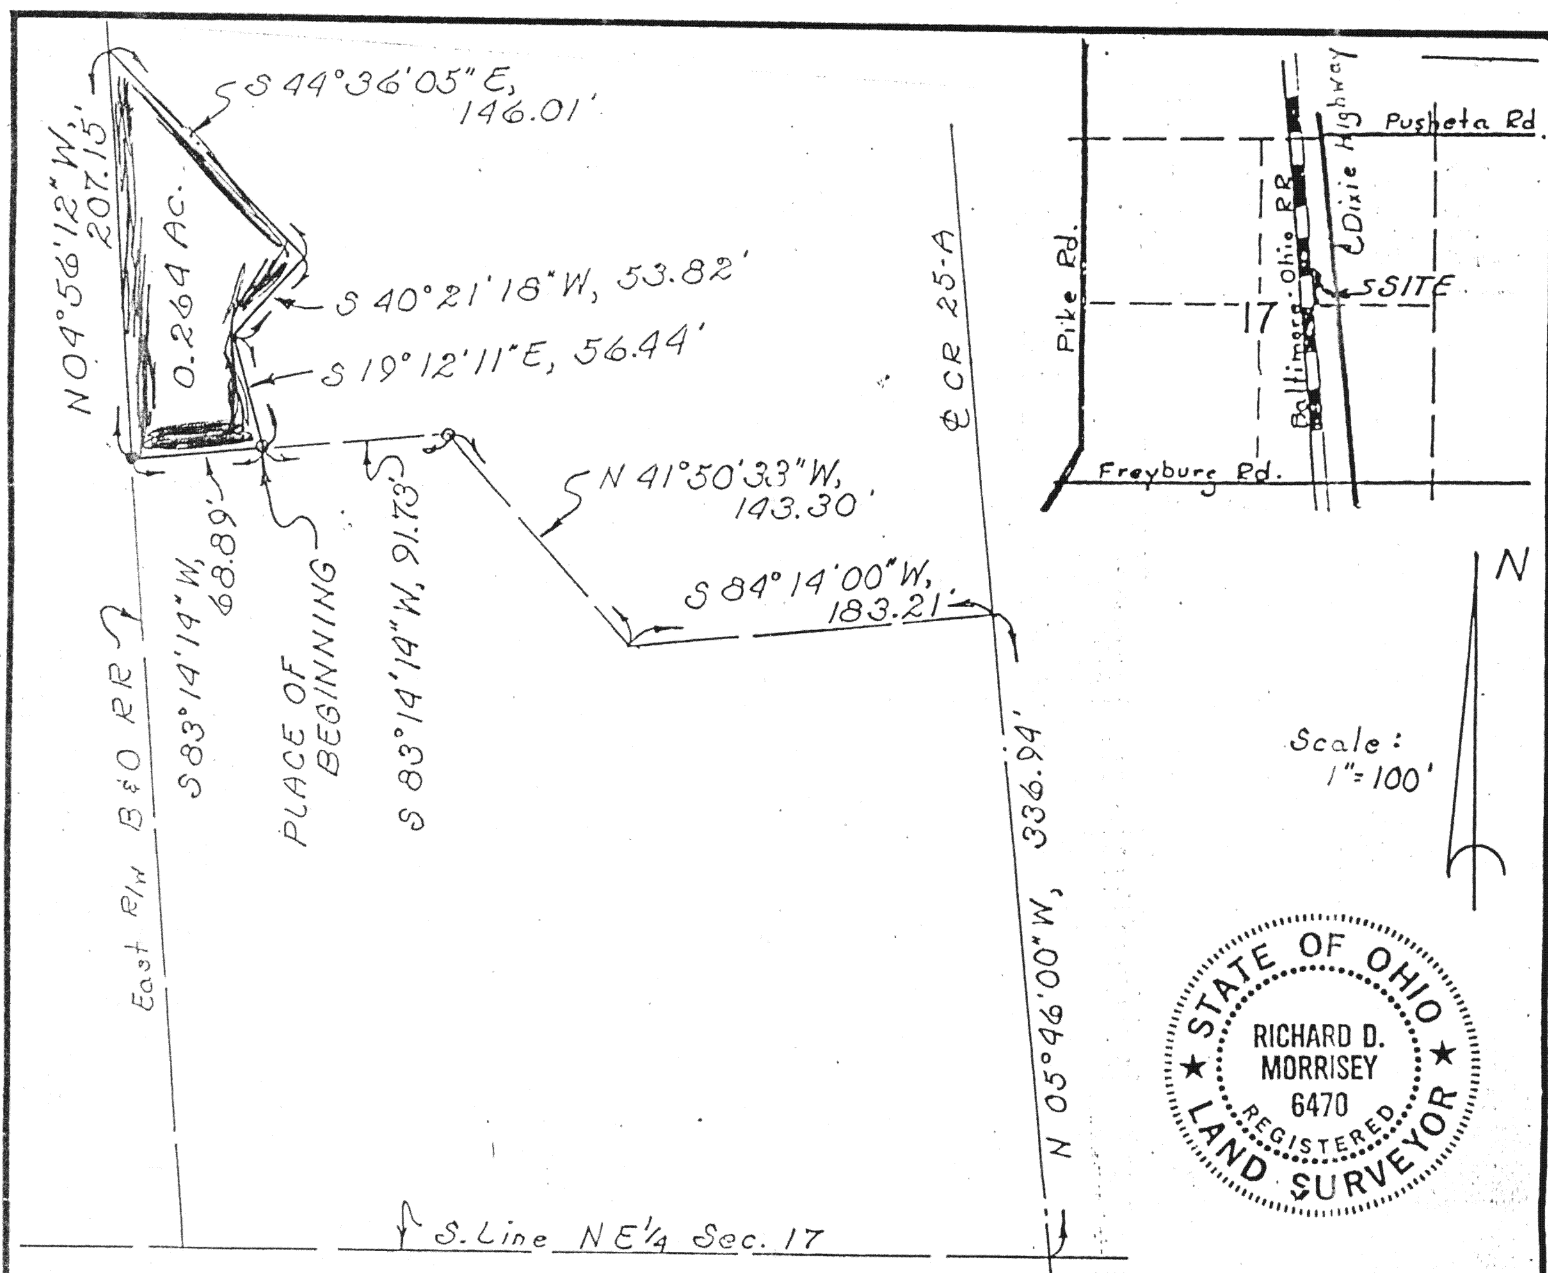 S 44°36'05"E,
146.01'
N04°56'12"W,
207.15'
0.264 AC.
S 40°21'18"W, 53.82'
S 19°12'11"E, 56.44'
N 41°50'33"W,
143.30'
S 84°14'00"W,
183.21'
S83°14'14"W,
68.89'
PLACE OF
BEGINNING
S 83°14'14"W, 91.73'
East R/W B&O RR
℄ CR 25-A
N 05°46'00"W, 336.94'
S. Line NE¼ Sec. 17
Pusheta Rd.
℄ Dixie Highway
Baltimore-Ohio RR
Pike Rd.
SITE
17
Freyburg Rd.
N
Scale:
1"=100'
STATE OF OHIO
RICHARD D.
MORRISEY
6470
REGISTERED
LAND SURVEYOR